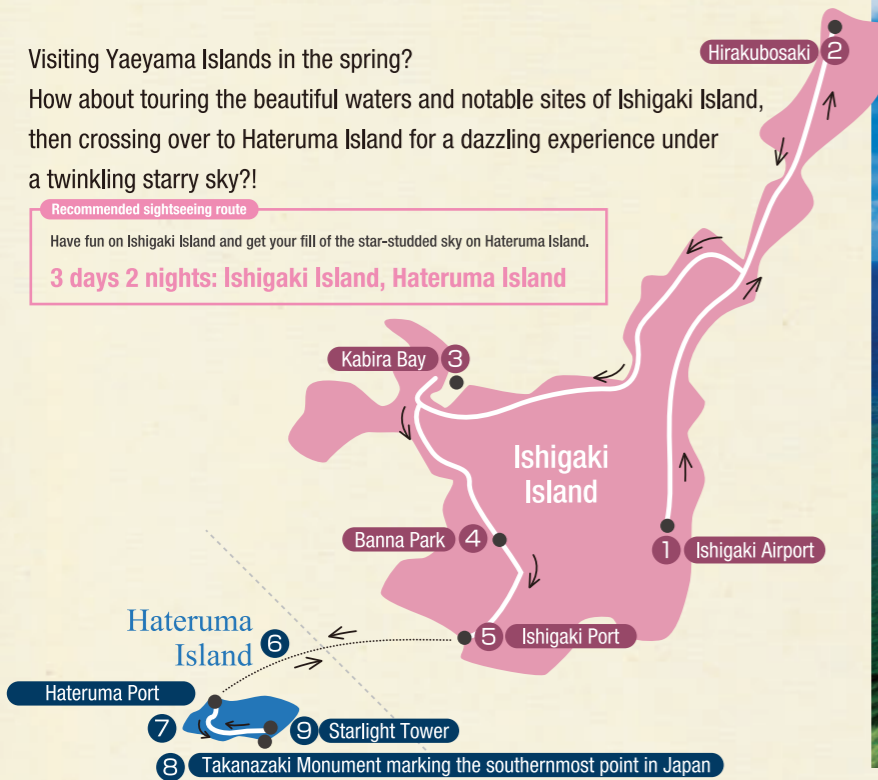 Visiting Yaeyama Islands in the spring?
How about touring the beautiful waters and notable sites of Ishigaki Island,
then crossing over to Hateruma Island for a dazzling experience under
a twinkling starry sky?!
Recommended sightseeing route
Have fun on Ishigaki Island and get your fill of the star-studded sky on Hateruma Island.
3 days 2 nights: Ishigaki Island, Hateruma Island
Hirakubosaki 2
Kabira Bay 3
Ishigaki
Island
Banna Park 4
1 Ishigaki Airport
5 Ishigaki Port
Hateruma
Island 6
Hateruma Port
7
9 Starlight Tower
8 Takanazaki Monument marking the southernmost point in Japan